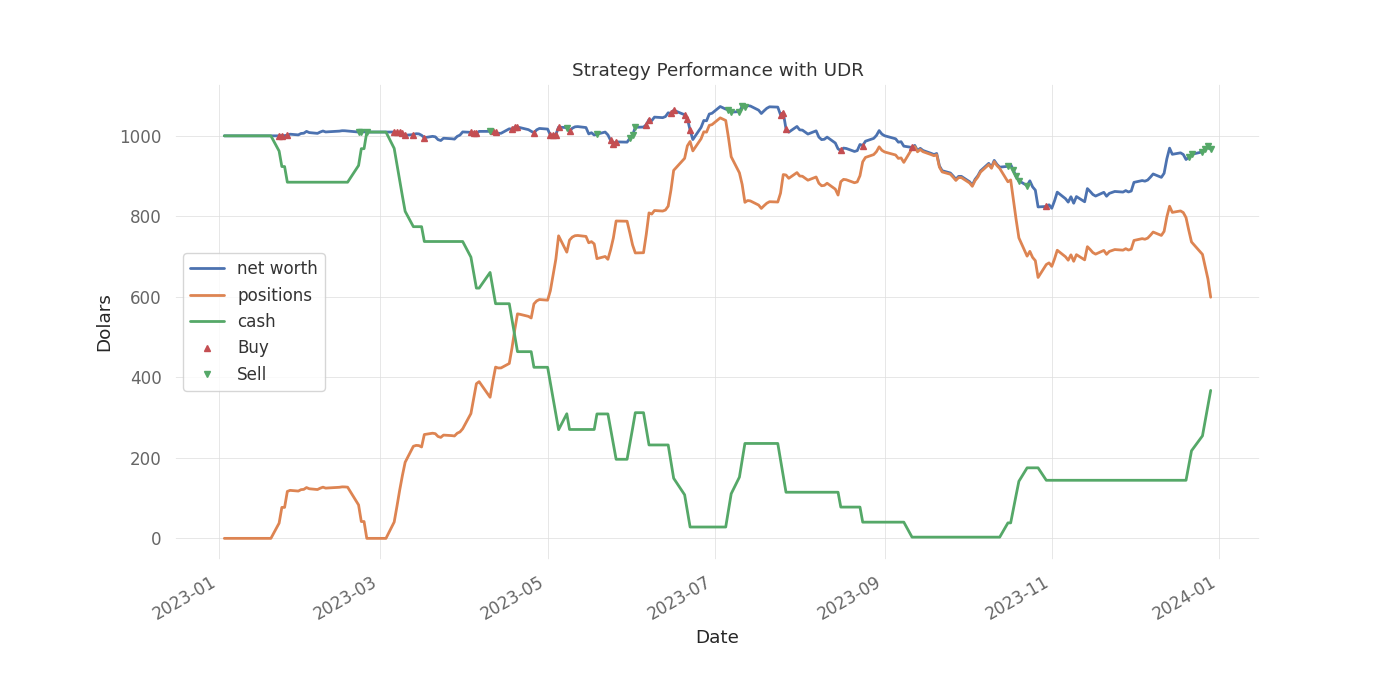 Strategy Performance with UDR
Dolars
1000
800
600
400
200
0
net worth
positions
cash
Buy
Sell
2023-01
2023-03
2023-05
2023-07
2023-09
2023-11
2024-01
Date